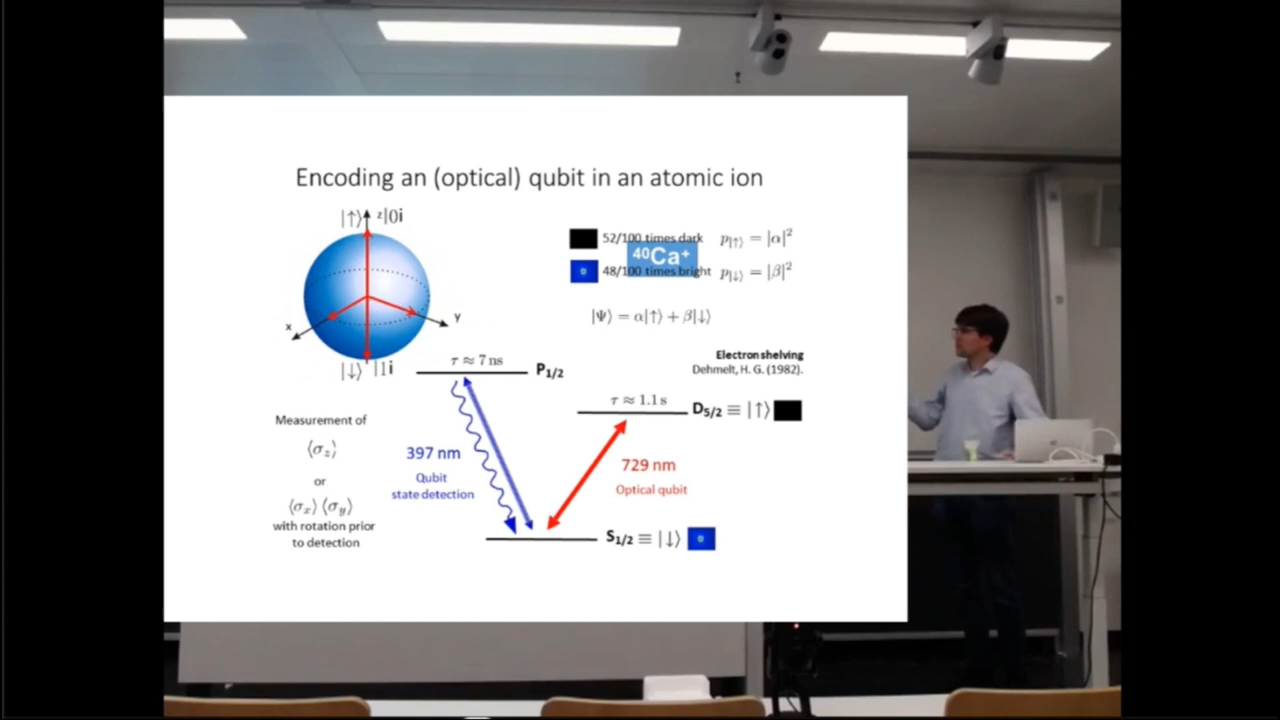 Encoding an (optical) qubit in an atomic ion
|↑⟩ z |0i
x
y
|↓⟩ |1i
52/100 times dark p|↑⟩ = |α|²
⁴⁰Ca⁺
48/100 times bright p|↓⟩ = |β|²
|Ψ⟩ = α|↑⟩ + β|↓⟩
Electron shelving
Dehmelt, H. G. (1982).
τ ≈ 7 ns
P1/2
τ ≈ 1.1 s
D5/2 ≡ |↑⟩
Measurement of
⟨σz⟩
or
⟨σx⟩ ⟨σy⟩
with rotation prior
to detection
397 nm
Qubit
state detection
729 nm
Optical qubit
S1/2 ≡ |↓⟩